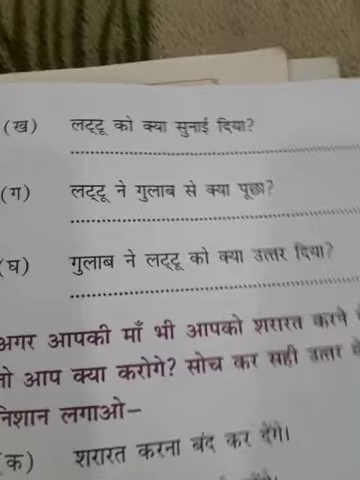 (ख) लट्टू को क्या सुनाई दिया?
(ग) लट्टू ने गुलाब से क्या पूछा?
(घ) गुलाब ने लट्टू को क्या उत्तर दिया?
अगर आपकी माँ भी आपको शरारत करने
तो आप क्या करोगे? सोच कर सही उत्तर
निशान लगाओ–
(क) शरारत करना बंद कर देंगे।